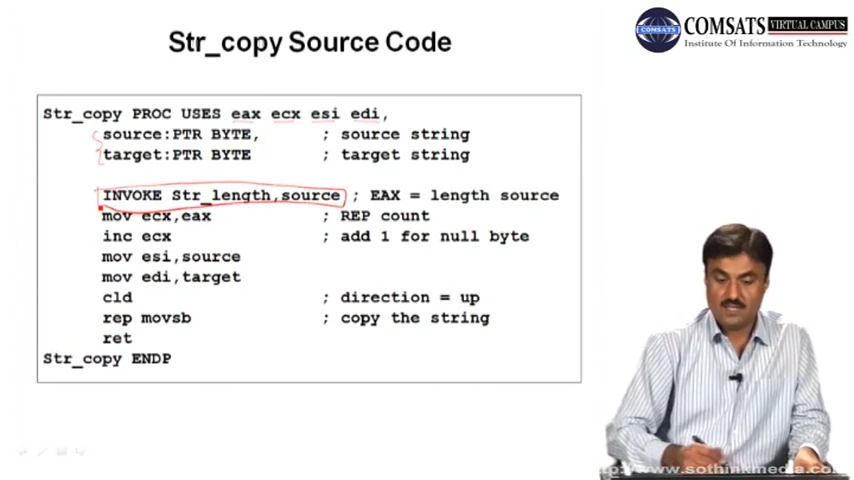 Str_copy Source Code
COMSATS VIRTUAL CAMPUS
COMSATS
Institute Of Information Technology
Str_copy PROC USES eax ecx esi edi,
source:PTR BYTE, ; source string
target:PTR BYTE ; target string
INVOKE Str_length,source ; EAX = length source
mov ecx,eax ; REP count
inc ecx ; add 1 for null byte
mov esi,source
mov edi,target
cld ; direction = up
rep movsb ; copy the string
ret
Str_copy ENDP
http://www.sothinkmedia.com